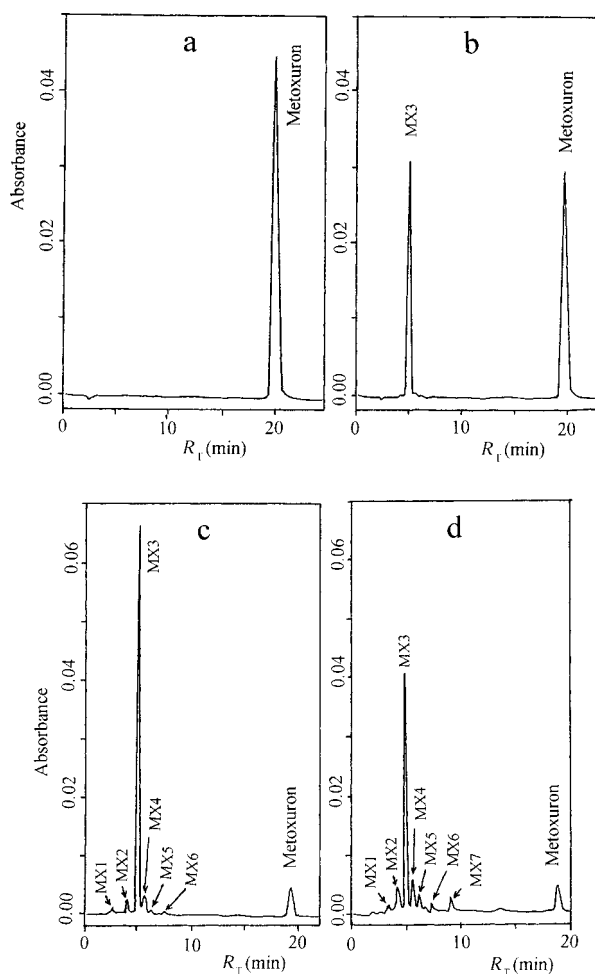 a
b
0.04
0.02
0.00
Absorbance
Metoxuron
0 10 20
R_T (min)
0.04
0.02
0.00
MX3
Metoxuron
0 10 20
R_T (min)
c
d
0.06
0.04
0.02
0.00
Absorbance
MX1
MX2
MX3
MX4
MX5
MX6
Metoxuron
0 10 20
R_T (min)
0.06
0.04
0.02
0.00
MX1
MX2
MX3
MX4
MX5
MX6
MX7
Metoxuron
0 10 20
R_T (min)